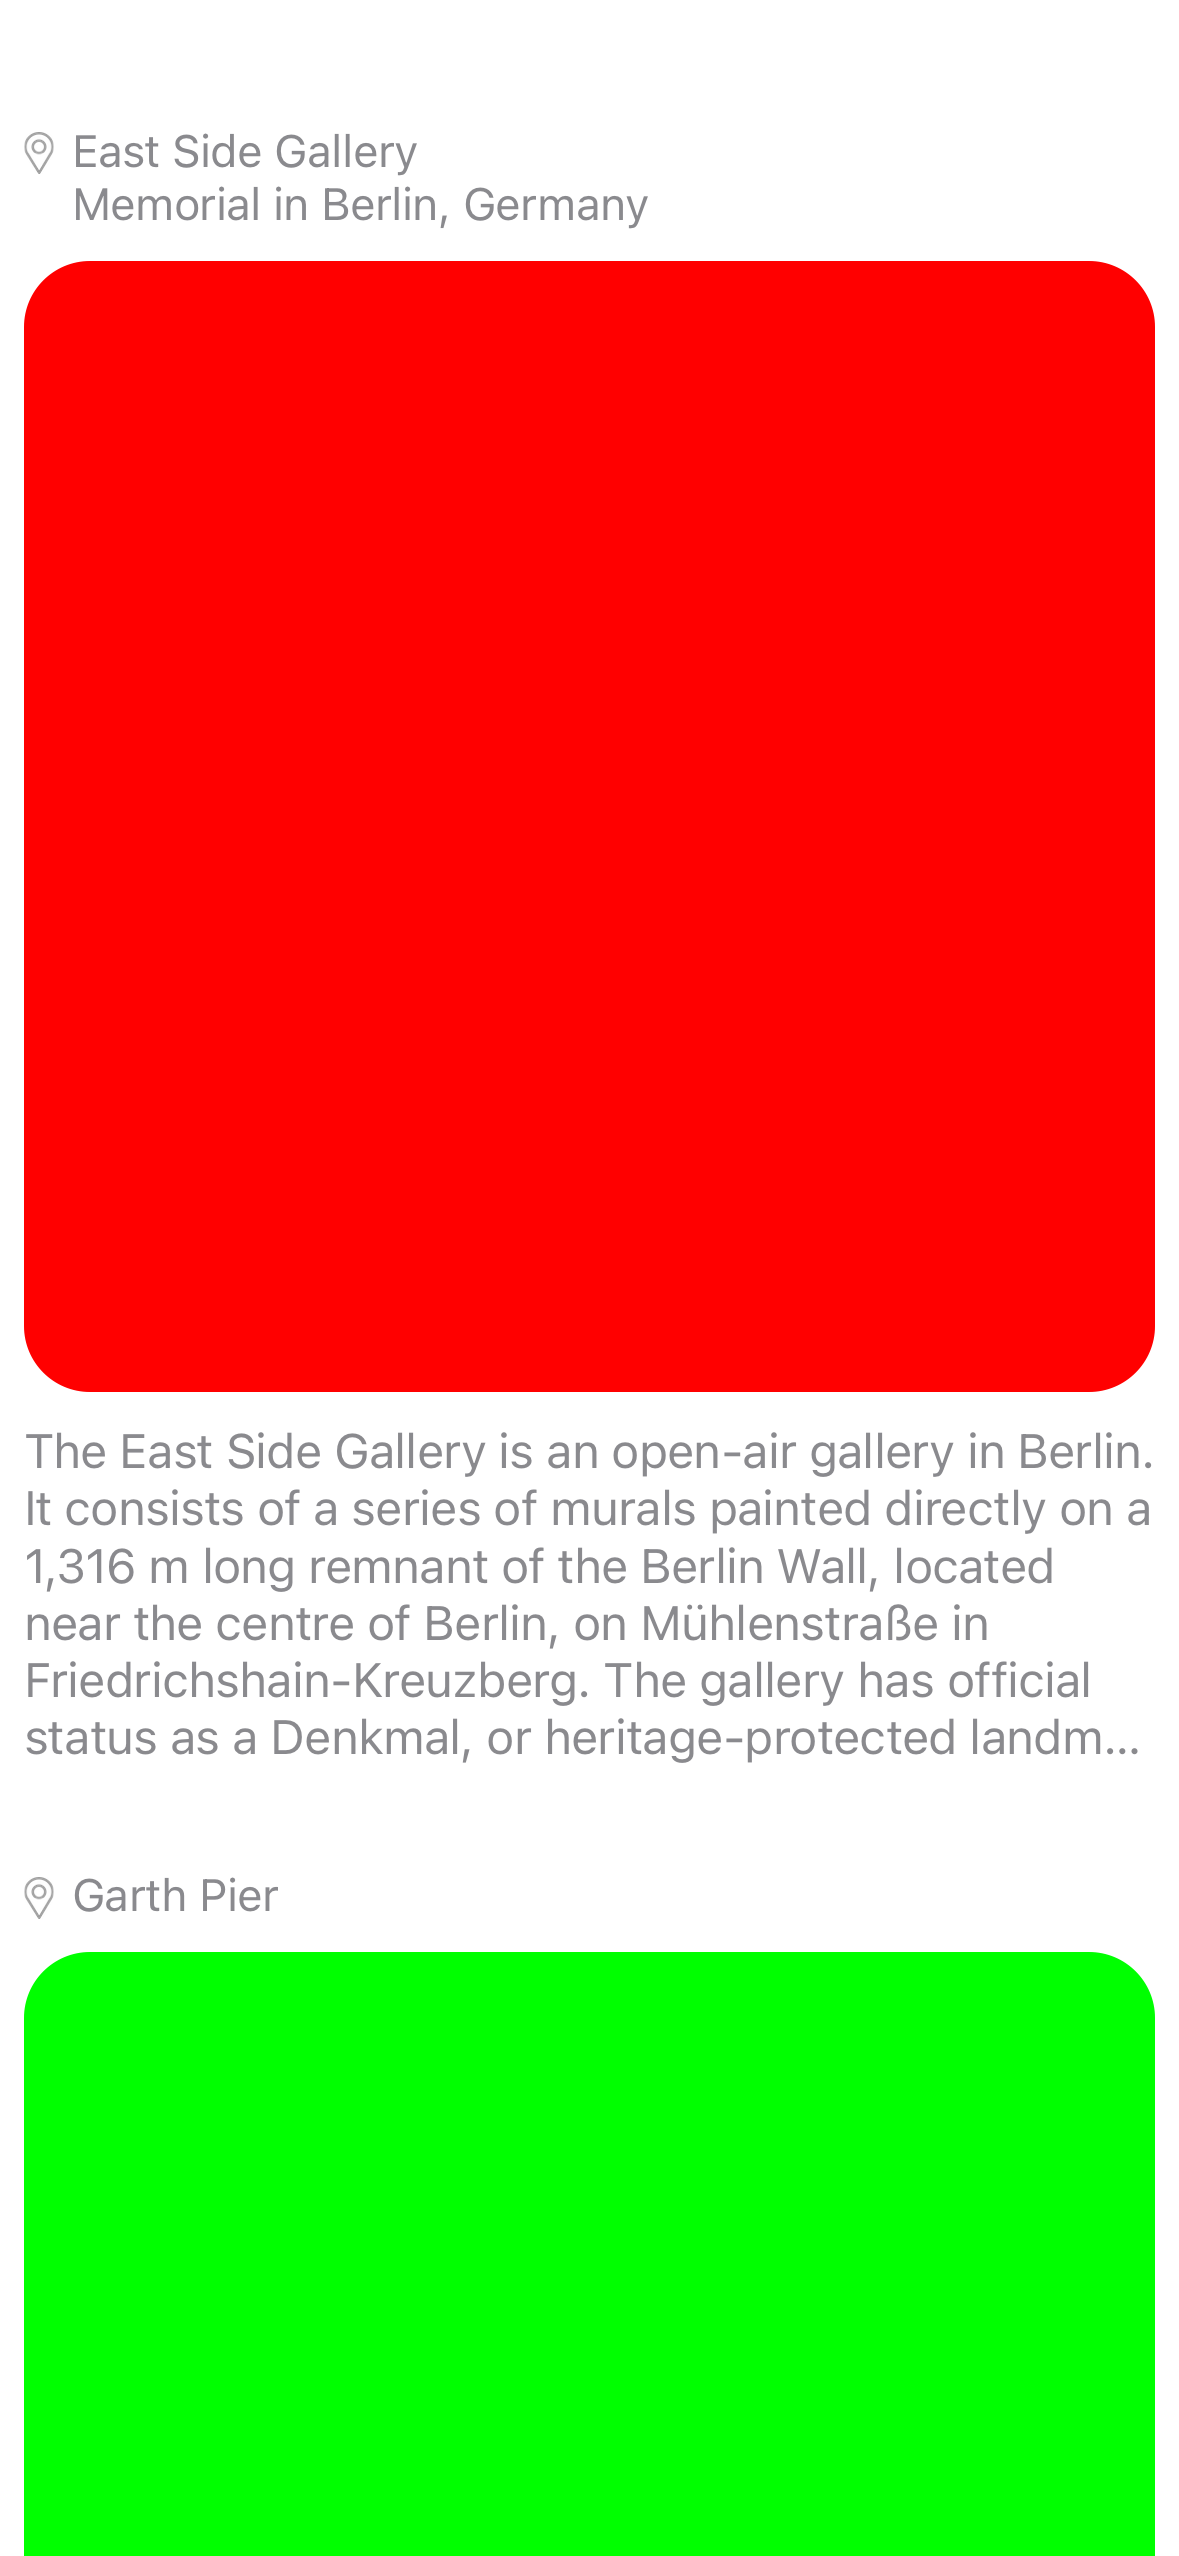 East Side Gallery
Memorial in Berlin, Germany
The East Side Gallery is an open-air gallery in Berlin.
It consists of a series of murals painted directly on a
1,316 m long remnant of the Berlin Wall, located
near the centre of Berlin, on Mühlenstraße in
Friedrichshain-Kreuzberg. The gallery has official
status as a Denkmal, or heritage-protected landm…
Garth Pier